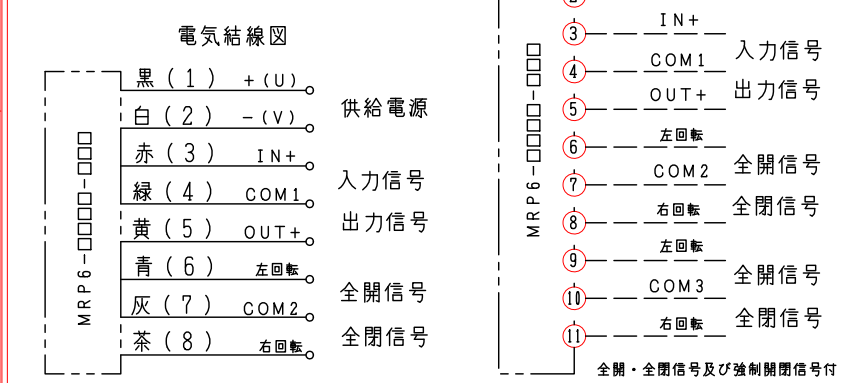 電気結線図
MRP6-□□□□-□□□
黒(1) +(U)
白(2) -(V)
供給電源
赤(3) IN+
緑(4) COM1
入力信号
黄(5) OUT+
出力信号
青(6) 左回転
灰(7) COM2
全開信号
茶(8) 右回転
全閉信号
MRP6-□□□□-□□□
③ IN+
④ COM1
入力信号
⑤ OUT+
出力信号
⑥ 左回転
⑦ COM2
全開信号
⑧ 右回転
全閉信号
⑨ 左回転
⑩ COM3
全開信号
⑪ 右回転
全閉信号
全開・全閉信号及び強制開閉信号付